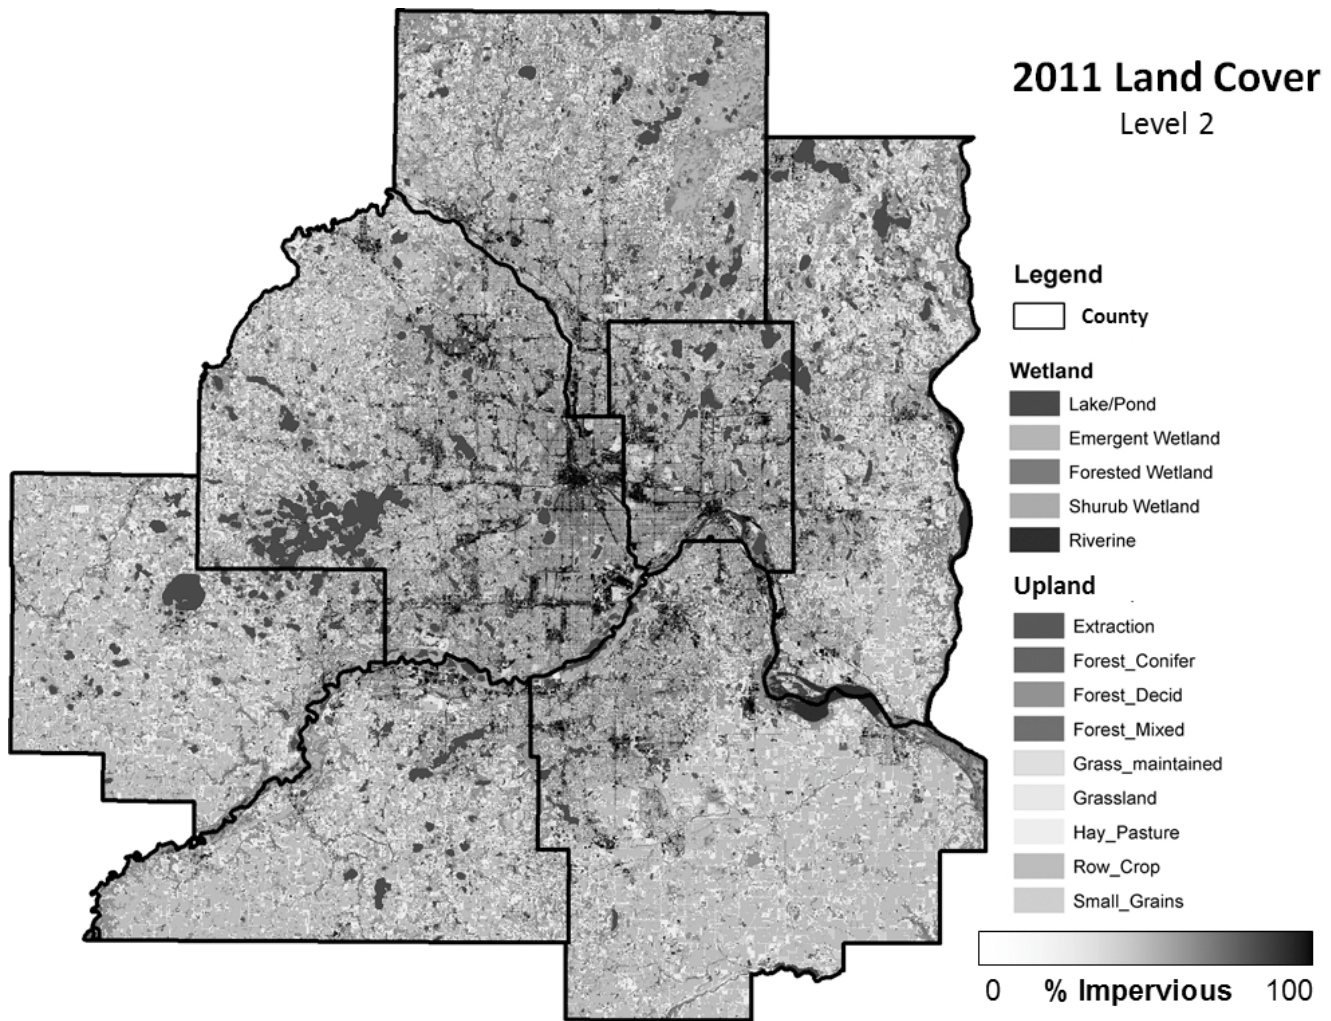 2011 Land Cover
Level 2
Legend
County
Wetland
Lake/Pond
Emergent Wetland
Forested Wetland
Shurub Wetland
Riverine
Upland
Extraction
Forest_Conifer
Forest_Decid
Forest_Mixed
Grass_maintained
Grassland
Hay_Pasture
Row_Crop
Small_Grains
0 % Impervious 100